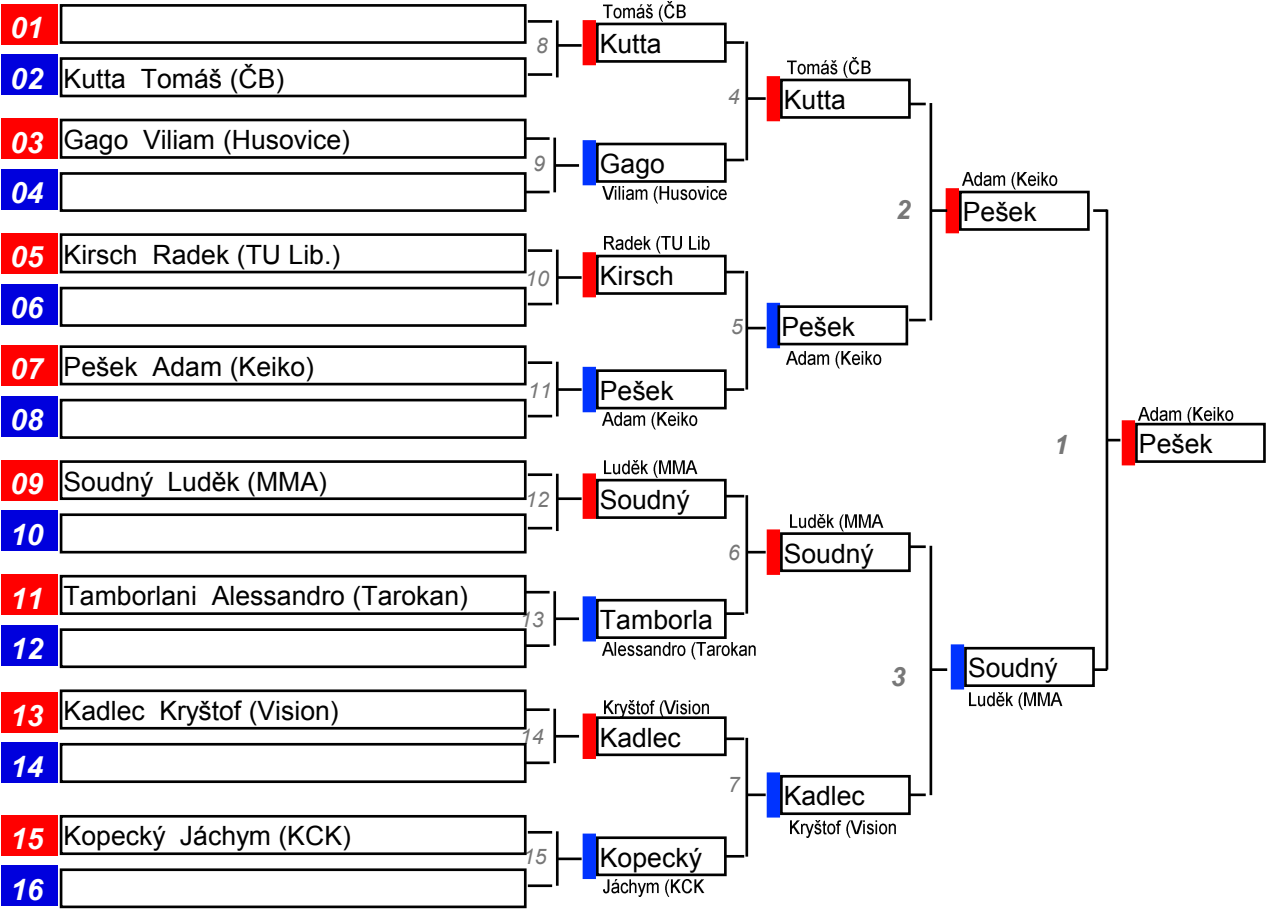 01
02 Kutta Tomáš (ČB)
03 Gago Viliam (Husovice)
04
05 Kirsch Radek (TU Lib.)
06
07 Pešek Adam (Keiko)
08
09 Soudný Luděk (MMA)
10
11 Tamborlani Alessandro (Tarokan)
12
13 Kadlec Kryštof (Vision)
14
15 Kopecký Jáchym (KCK)
16
8
9
10
11
12
13
14
15
Tomáš (ČB
Kutta
Gago
Viliam (Husovice
Radek (TU Lib
Kirsch
Pešek
Adam (Keiko
Luděk (MMA
Soudný
Tamborla
Alessandro (Tarokan
Kryštof (Vision
Kadlec
Kopecký
Jáchym (KCK
4
5
6
7
Tomáš (ČB
Kutta
Pešek
Adam (Keiko
Luděk (MMA
Soudný
Kadlec
Kryštof (Vision
2
3
Adam (Keiko
Pešek
Soudný
Luděk (MMA
1
Adam (Keiko
Pešek